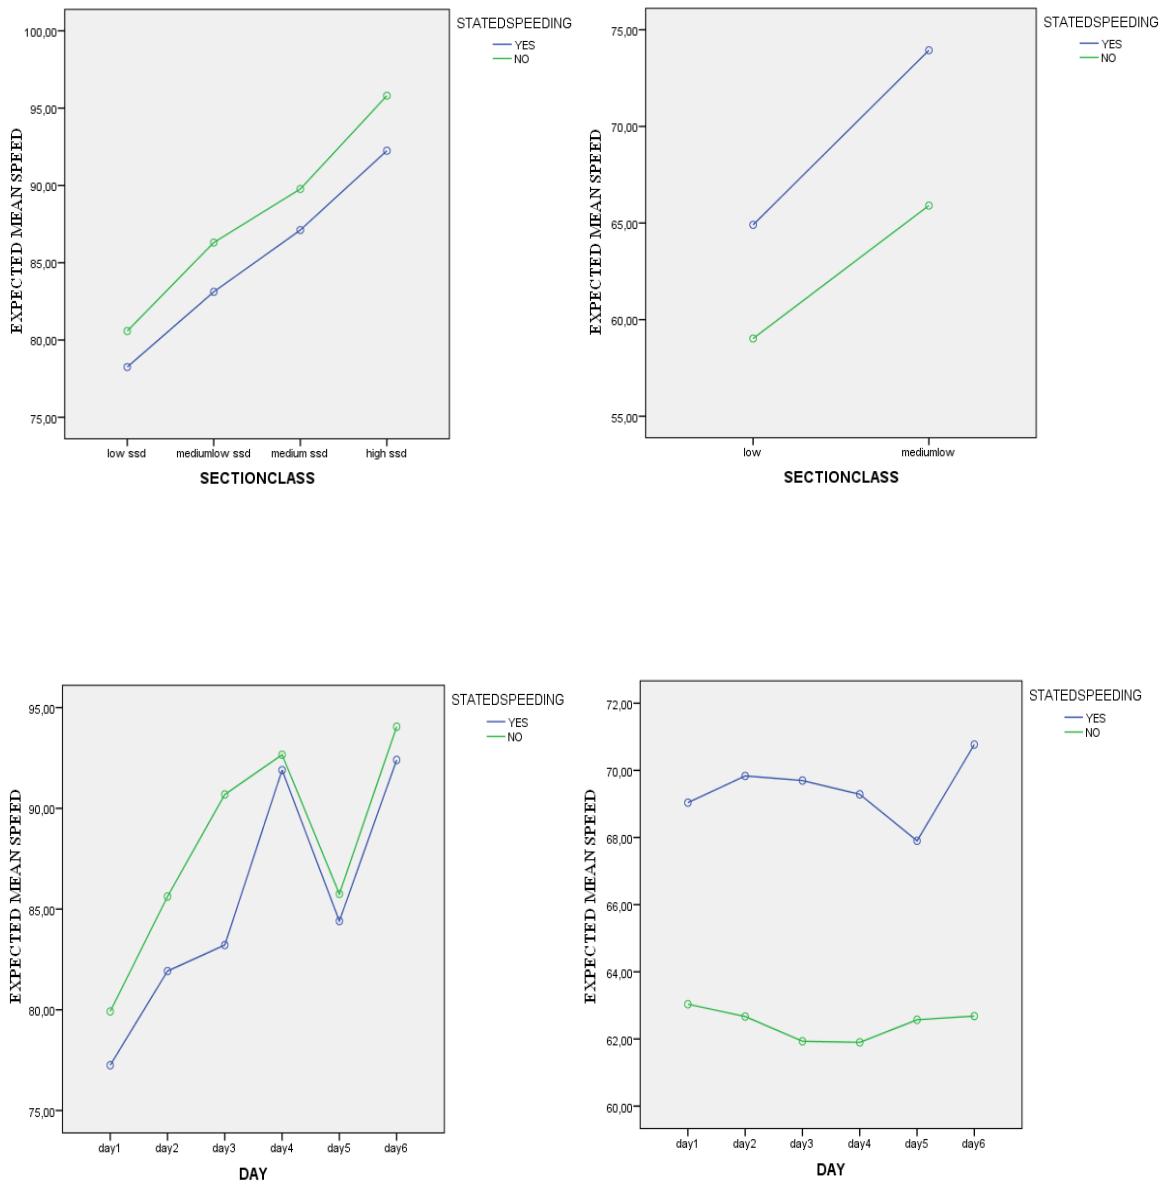 STATEDSPEEDING
YES
NO
100,00
95,00
90,00
85,00
80,00
75,00
EXPECTED MEAN SPEED
low ssd mediumlow ssd medium ssd high ssd
SECTIONCLASS
STATEDSPEEDING
YES
NO
75,00
70,00
65,00
60,00
55,00
EXPECTED MEAN SPEED
low mediumlow
SECTIONCLASS
STATEDSPEEDING
YES
NO
95,00
90,00
85,00
80,00
75,00
EXPECTED MEAN SPEED
day1 day2 day3 day4 day5 day6
DAY
STATEDSPEEDING
YES
NO
72,00
70,00
68,00
66,00
64,00
62,00
60,00
EXPECTED MEAN SPEED
day1 day2 day3 day4 day5 day6
DAY